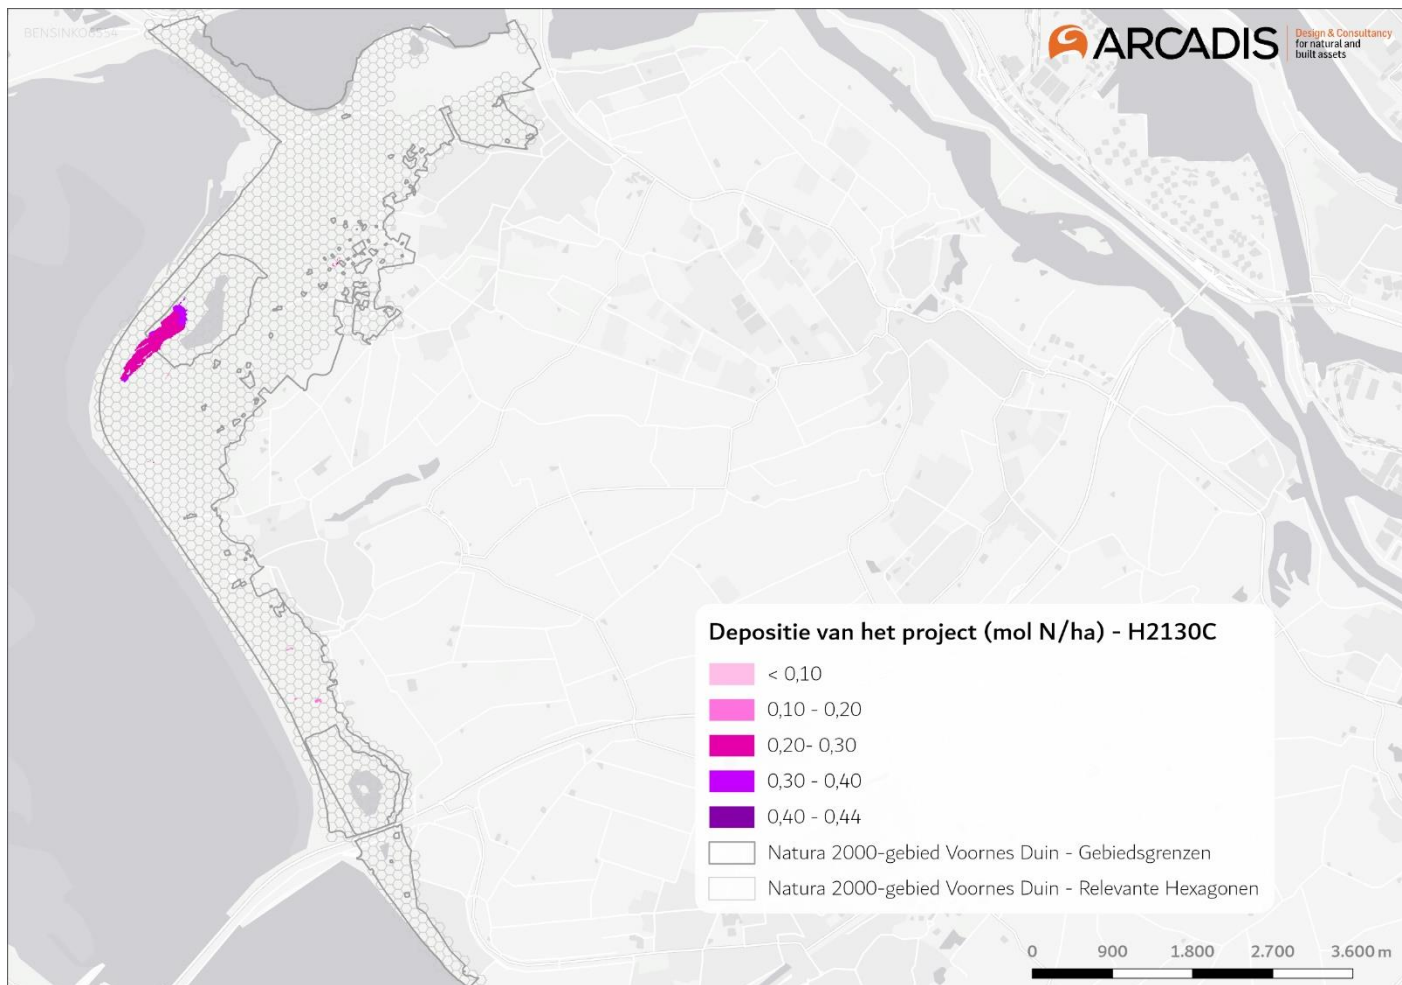 BENSINKO6554
ARCADIS
Design & Consultancy
for natural and
built assets
Depositie van het project (mol N/ha) - H2130C
< 0,10
0,10 - 0,20
0,20- 0,30
0,30 - 0,40
0,40 - 0,44
Natura 2000-gebied Voornes Duin - Gebiedsgrenzen
Natura 2000-gebied Voornes Duin - Relevante Hexagonen
0 900 1.800 2.700 3.600 m